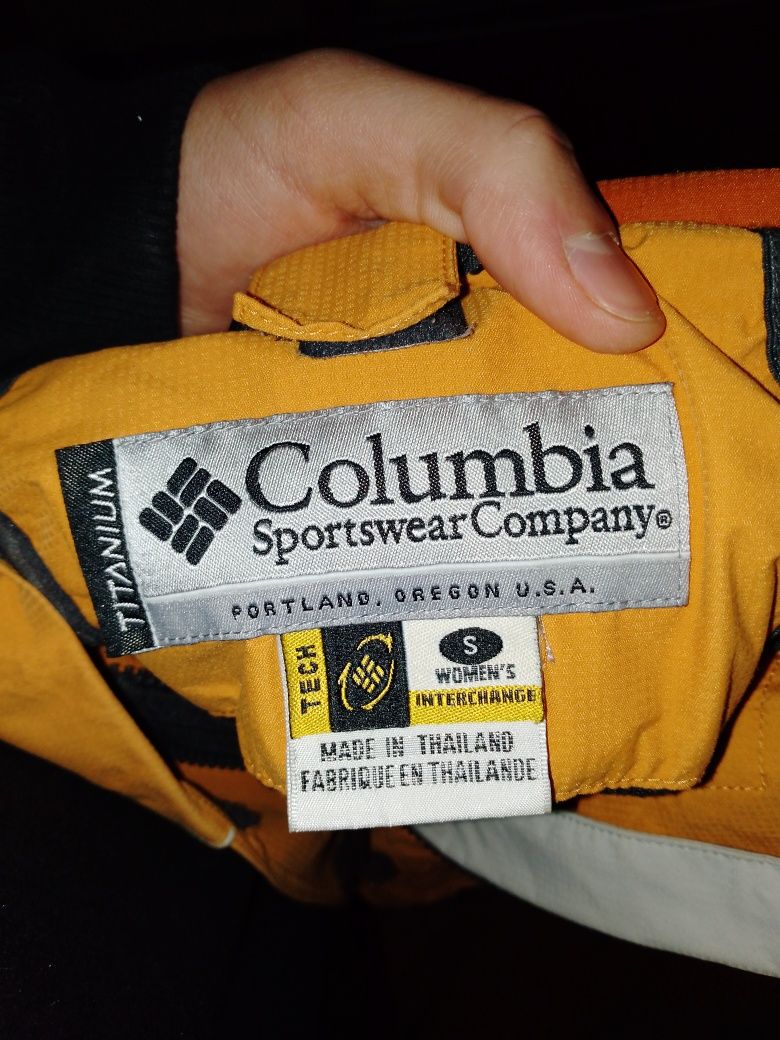 TITANIUM
Columbia
Sportswear Company®
PORTLAND, OREGON U.S.A.
TECH
S
WOMEN'S
INTERCHANGE
MADE IN THAILAND
FABRIQUE EN THAILANDE